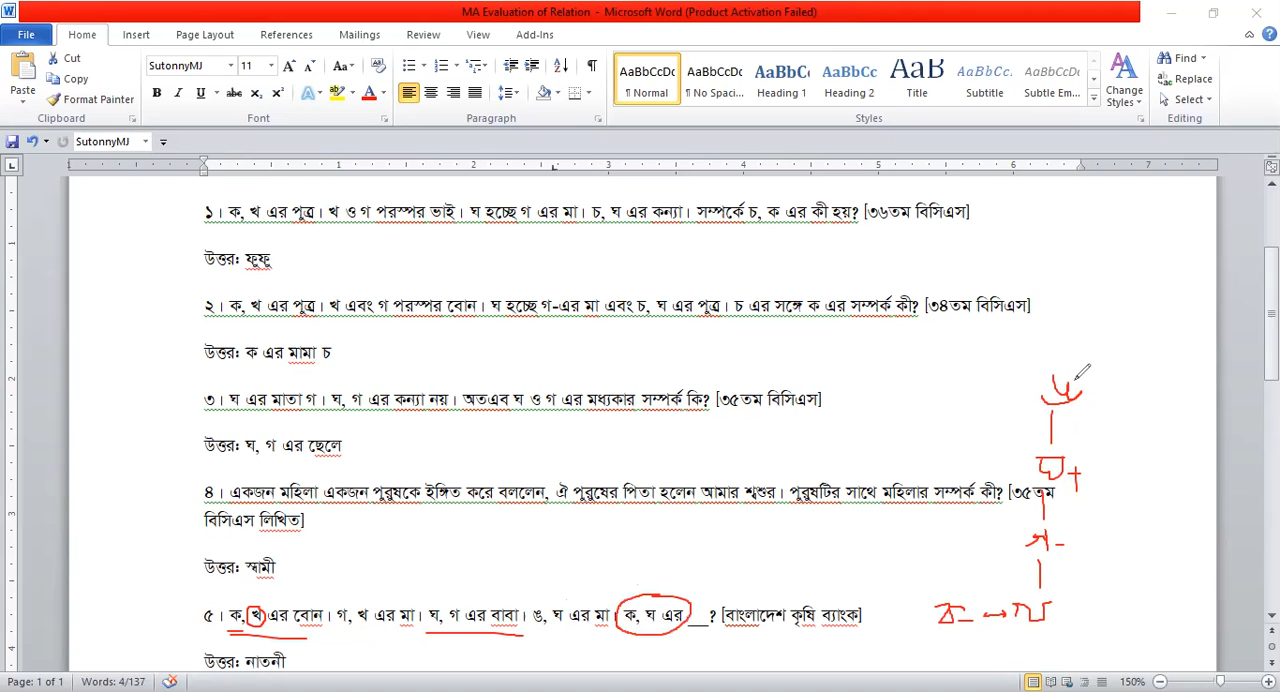 MA Evaluation of Relation - Microsoft Word (Product Activation Failed)
File Home Insert Page Layout References Mailings Review View Add-Ins
Cut
Copy
Format Painter
Paste
Clipboard
SutonnyMJ 11
Font
Paragraph
AaBbCcDc AaBbCcDc AaBbC AaBbCc AaB AaBbCcL AaBbCcDc
¶ Normal ¶ No Spaci... Heading 1 Heading 2 Title Subtitle Subtle Em...
Styles
Change Styles
Find
Replace
Select
Editing
SutonnyMJ
১। ক, খ এর পুত্র। খ ও গ পরস্পর ভাই। ঘ হচ্ছে গ এর মা। চ, ঘ এর কন্যা। সম্পর্কে চ, ক এর কী হয়? [৩৬তম বিসিএস]
উত্তর: ফুফু
২। ক, খ এর পুত্র। খ এবং গ পরস্পর বোন। ঘ হচ্ছে গ-এর মা এবং চ, ঘ এর পুত্র। চ এর সঙ্গে ক এর সম্পর্ক কী? [৩৪তম বিসিএস]
উত্তর: ক এর মামা চ
৩। ঘ এর মাতা গ। ঘ, গ এর কন্যা নয়। অতএব ঘ ও গ এর মধ্যকার সম্পর্ক কি? [৩৫তম বিসিএস]
উত্তর: ঘ, গ এর ছেলে
৪। একজন মহিলা একজন পুরুষকে ইঙ্গিত করে বললেন, ঐ পুরুষের পিতা হলেন আমার শ্বশুর। পুরুষটির সাথে মহিলার সম্পর্ক কী? [৩৫তম
বিসিএস লিখিত]
উত্তর: স্বামী
৫। ক, খ এর বোন। গ, খ এর মা। ঘ, গ এর বাবা। ঙ, ঘ এর মা। ক, ঘ এর __? [বাংলাদেশ কৃষি ব্যাংক]
উত্তর: নাতনী
Page: 1 of 1 Words: 4/137 150%